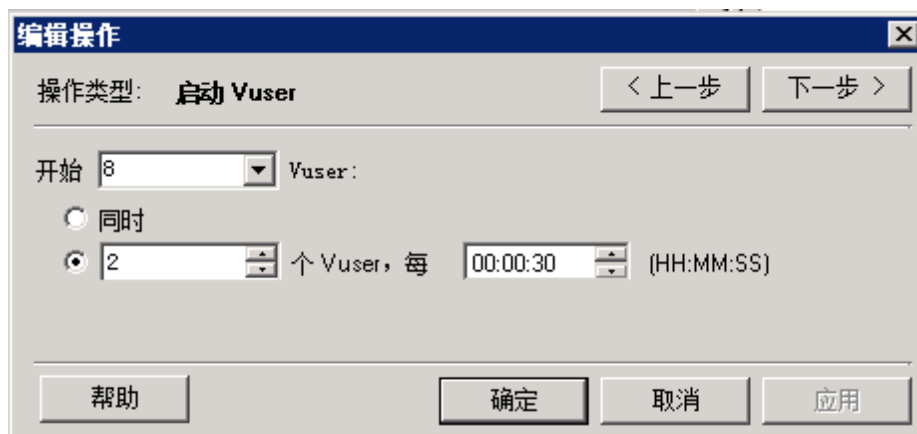 编辑操作
操作类型: 启动 Vuser < 上一步 下一步 >
开始 8 Vuser:
同时
2 个 Vuser，每 00:00:30 (HH:MM:SS)
帮助 确定 取消 应用